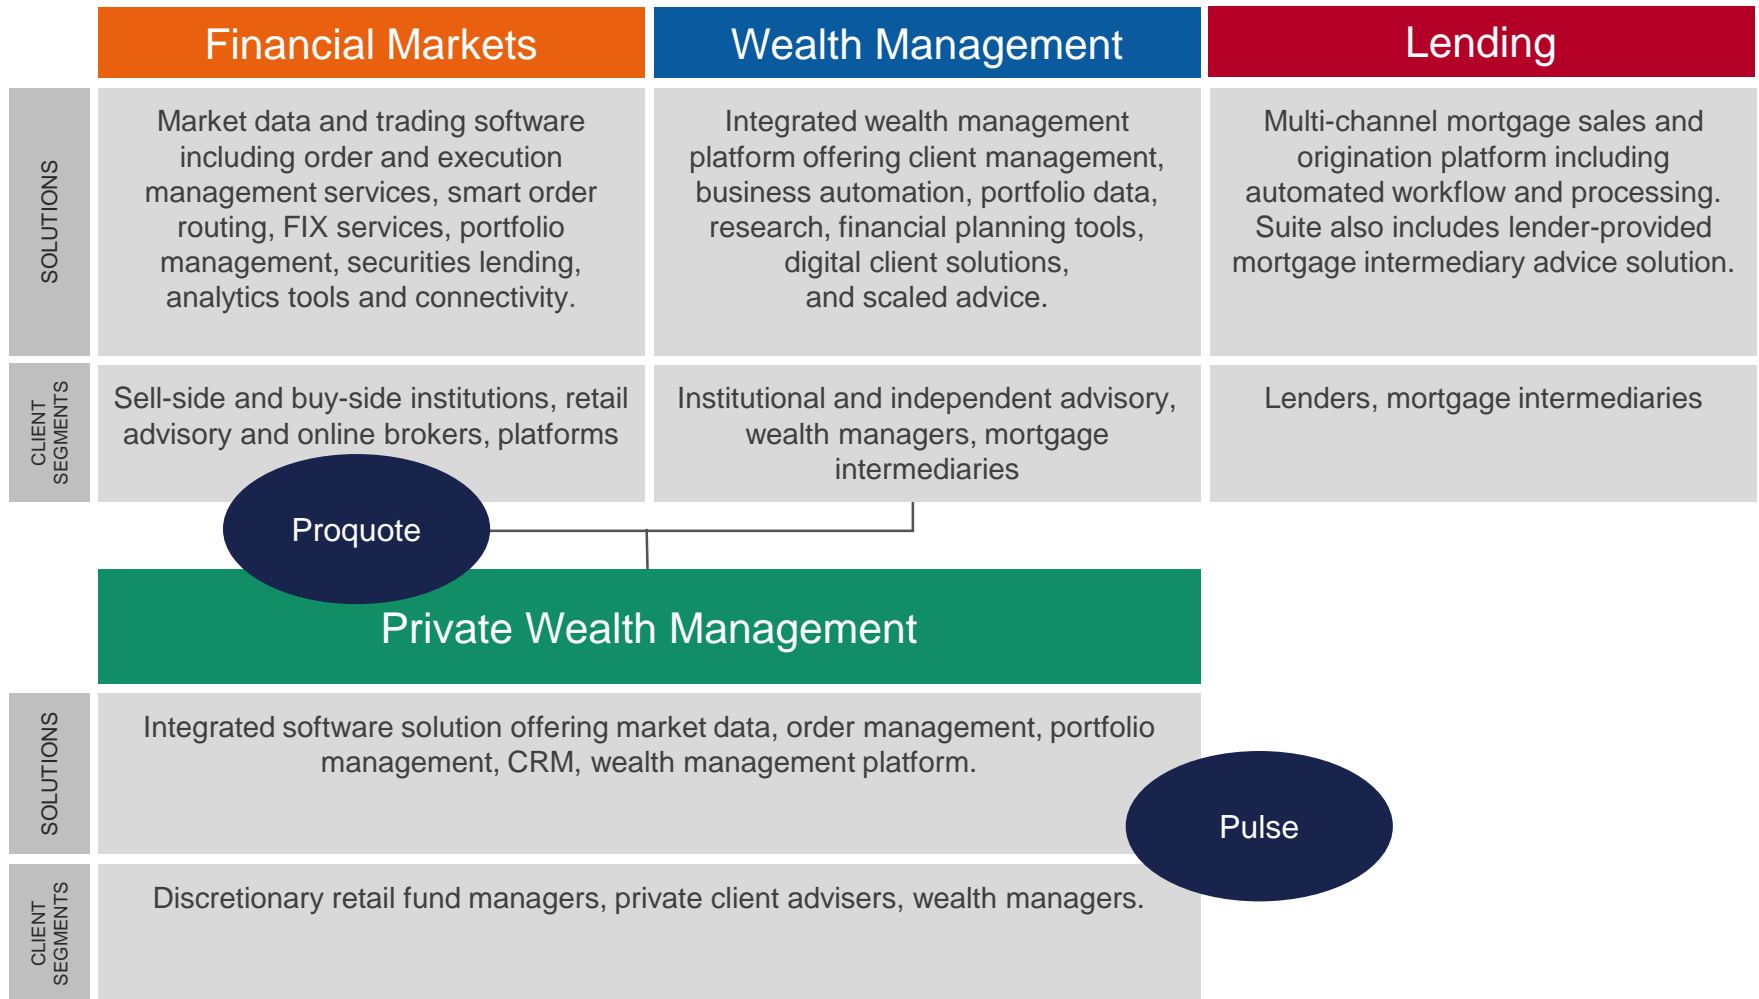 Financial Markets
Wealth Management
Lending
SOLUTIONS
Market data and trading software
including order and execution
management services, smart order
routing, FIX services, portfolio
management, securities lending,
analytics tools and connectivity.
Integrated wealth management
platform offering client management,
business automation, portfolio data,
research, financial planning tools,
digital client solutions,
and scaled advice.
Multi-channel mortgage sales and
origination platform including
automated workflow and processing.
Suite also includes lender-provided
mortgage intermediary advice solution.
CLIENT
SEGMENTS
Sell-side and buy-side institutions, retail
advisory and online brokers, platforms
Institutional and independent advisory,
wealth managers, mortgage
intermediaries
Lenders, mortgage intermediaries
Proquote
Private Wealth Management
SOLUTIONS
Integrated software solution offering market data, order management, portfolio
management, CRM, wealth management platform.
Pulse
CLIENT
SEGMENTS
Discretionary retail fund managers, private client advisers, wealth managers.